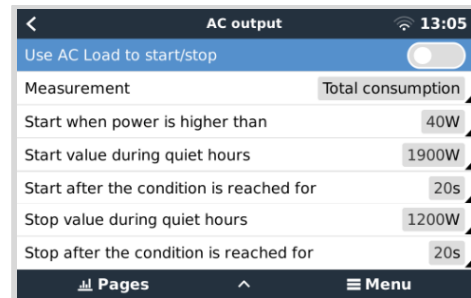 AC output 13:05
Use AC Load to start/stop
Measurement Total consumption
Start when power is higher than 40W
Start value during quiet hours 1900W
Start after the condition is reached for 20s
Stop value during quiet hours 1200W
Stop after the condition is reached for 20s
Pages Menu